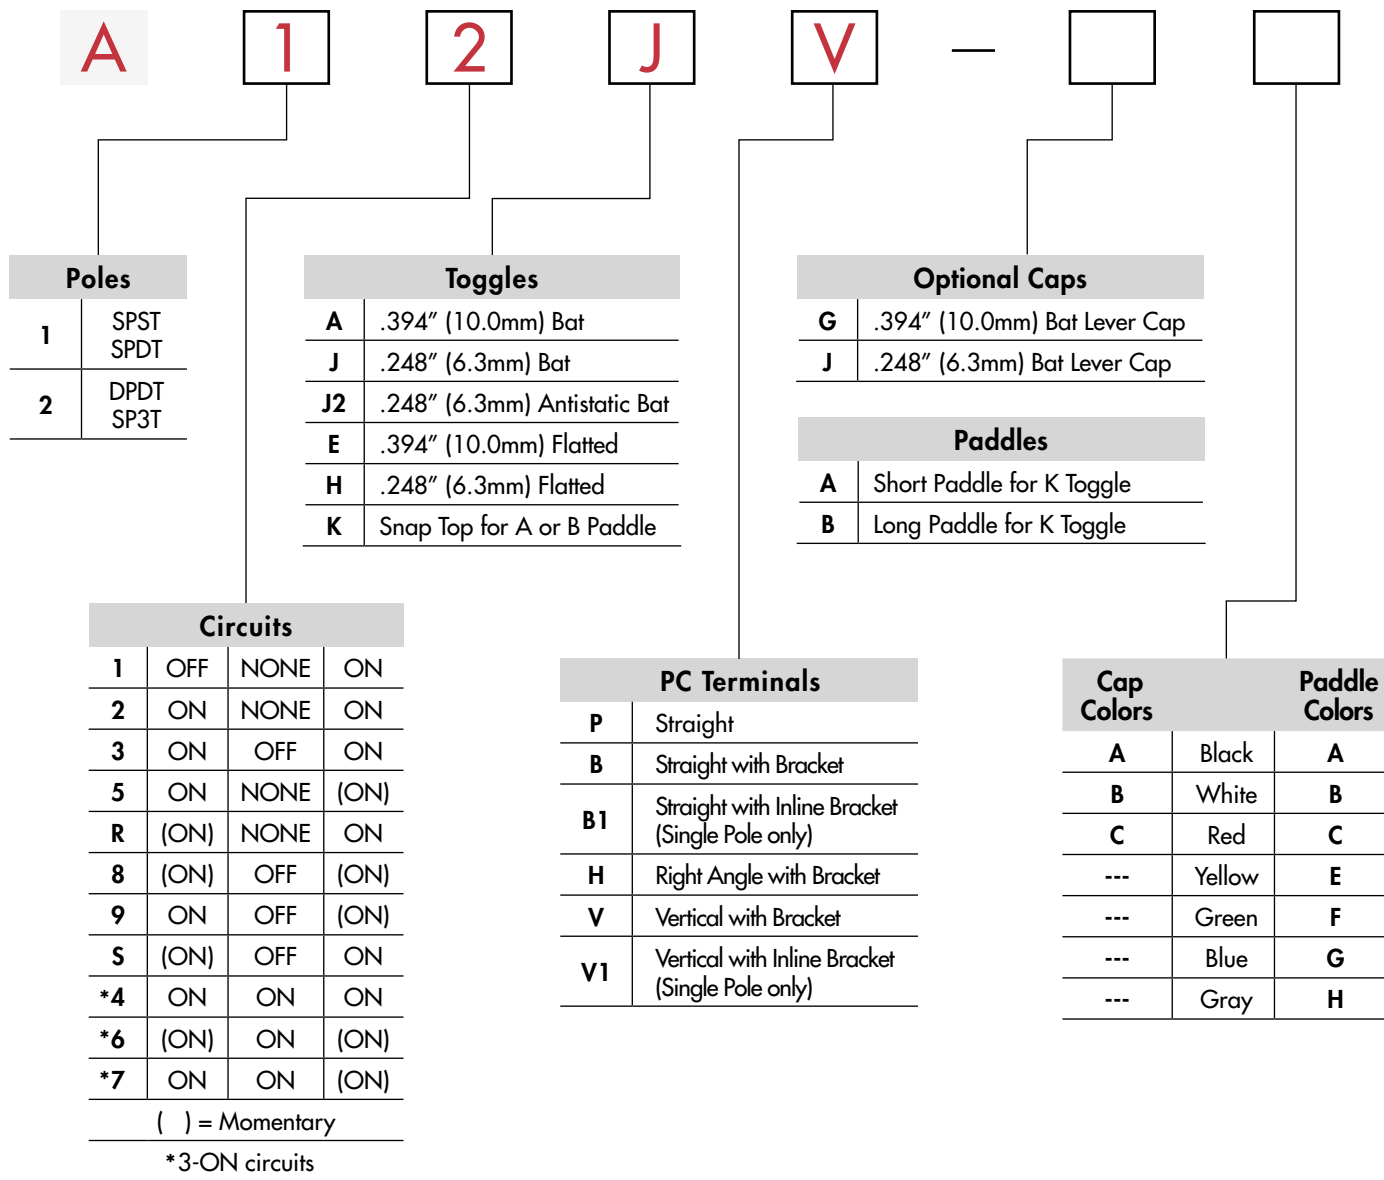 A 1 2 J V —
Poles
1 SPST SPDT
2 DPDT SP3T
Toggles
A .394″ (10.0mm) Bat
J .248″ (6.3mm) Bat
J2 .248″ (6.3mm) Antistatic Bat
E .394″ (10.0mm) Flatted
H .248″ (6.3mm) Flatted
K Snap Top for A or B Paddle
Optional Caps
G .394″ (10.0mm) Bat Lever Cap
J .248″ (6.3mm) Bat Lever Cap
Paddles
A Short Paddle for K Toggle
B Long Paddle for K Toggle
Circuits
1 OFF NONE ON
2 ON NONE ON
3 ON OFF ON
5 ON NONE (ON)
R (ON) NONE ON
8 (ON) OFF (ON)
9 ON OFF (ON)
S (ON) OFF ON
*4 ON ON ON
*6 (ON) ON (ON)
*7 ON ON (ON)
( ) = Momentary
*3-ON circuits
PC Terminals
P Straight
B Straight with Bracket
B1 Straight with Inline Bracket
(Single Pole only)
H Right Angle with Bracket
V Vertical with Bracket
V1 Vertical with Inline Bracket
(Single Pole only)
Cap Colors Paddle Colors
A Black A
B White B
C Red C
--- Yellow E
--- Green F
--- Blue G
--- Gray H